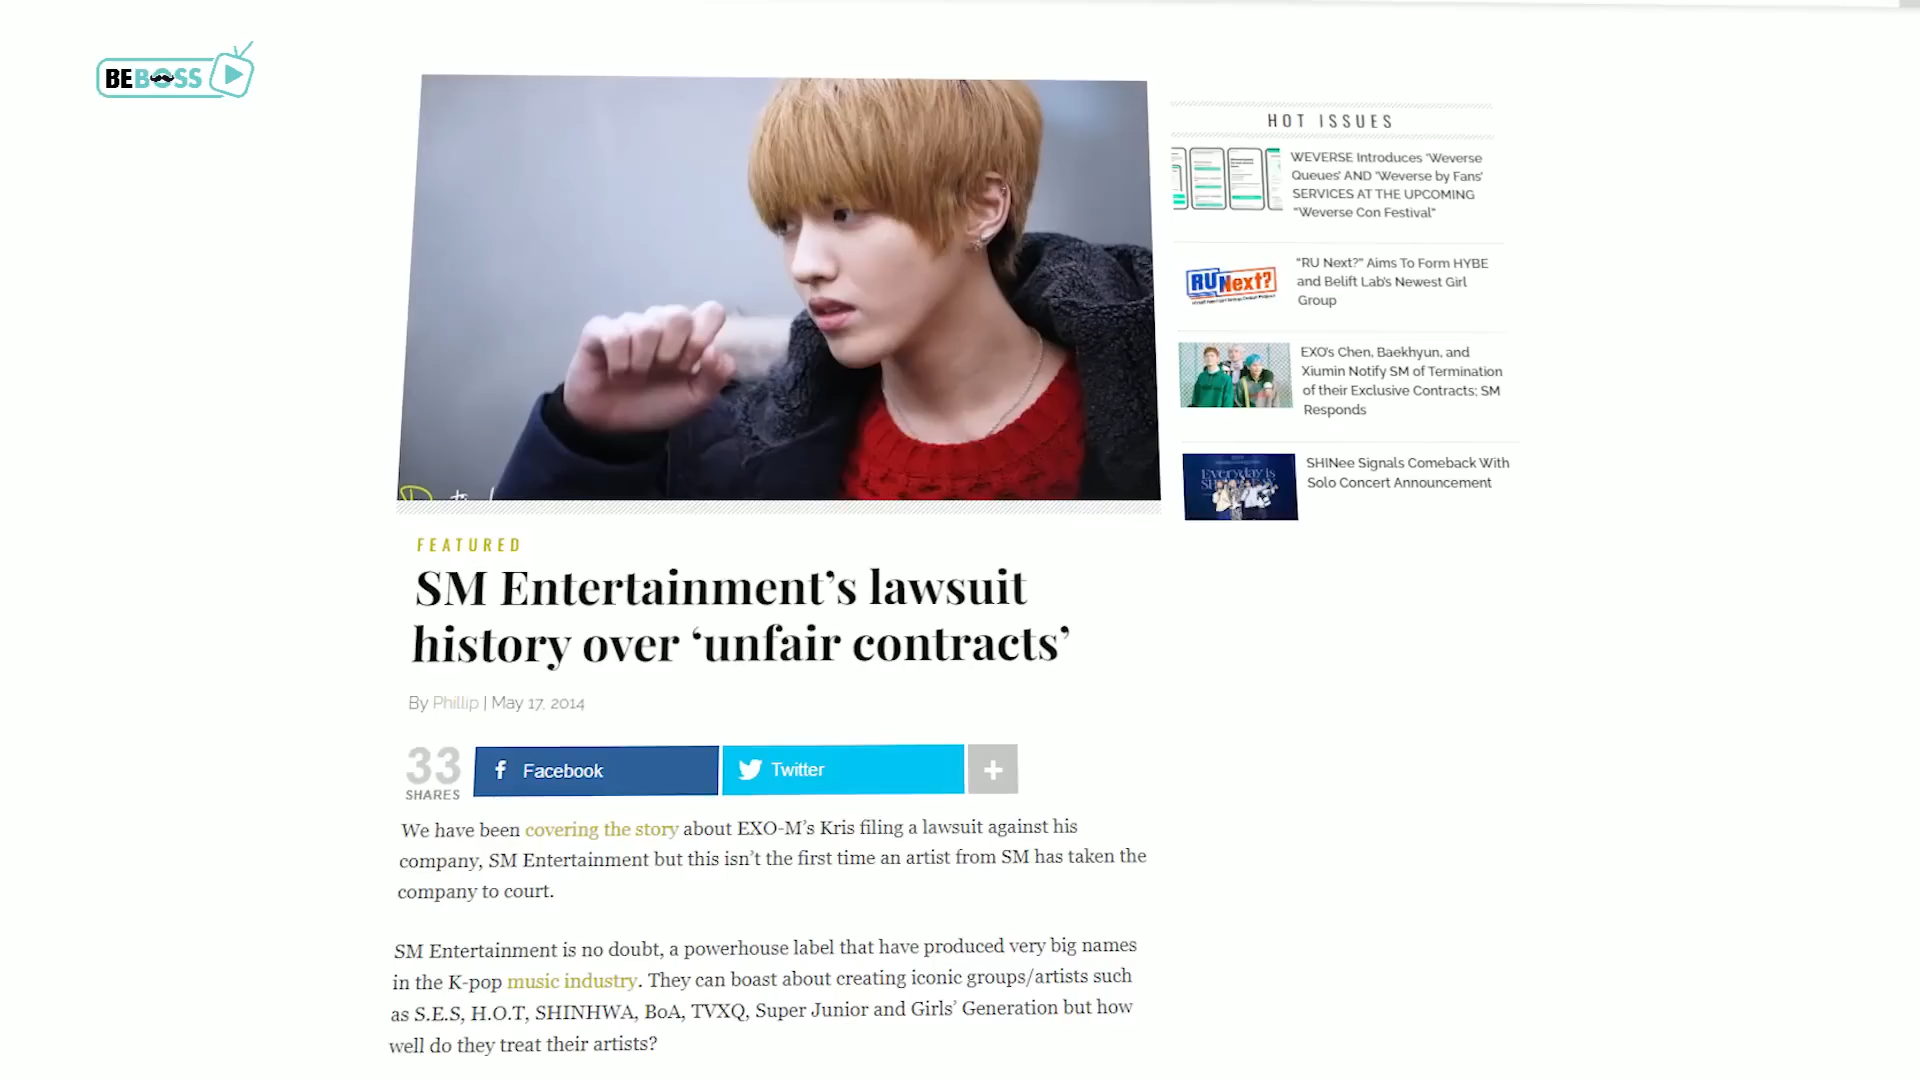 BEBOSS
HOT ISSUES
WEVERSE Introduces "Weverse
Queues' AND 'Weverse by Fans'
SERVICES AT THE UPCOMING
"Weverse Con Festival"
RU Next?
"RU Next?" Aims To Form HYBE
and Belift Lab's Newest Girl
Group
EXO's Chen, Baekhyun, and
Xiumin Notify SM of Termination
of their Exclusive Contracts; SM
Responds
Everyday is
SHINee Signals Comeback With
Solo Concert Announcement
FEATURED
SM Entertainment's lawsuit
history over 'unfair contracts'
By Phillip | May 17, 2014
33
SHARES
Facebook
Twitter
+
We have been covering the story about EXO-M's Kris filing a lawsuit against his
company, SM Entertainment but this isn't the first time an artist from SM has taken the
company to court.
SM Entertainment is no doubt, a powerhouse label that have produced very big names
in the K-pop music industry. They can boast about creating iconic groups/artists such
as S.E.S, H.O.T, SHINHWA, BoA, TVXQ, Super Junior and Girls' Generation but how
well do they treat their artists?